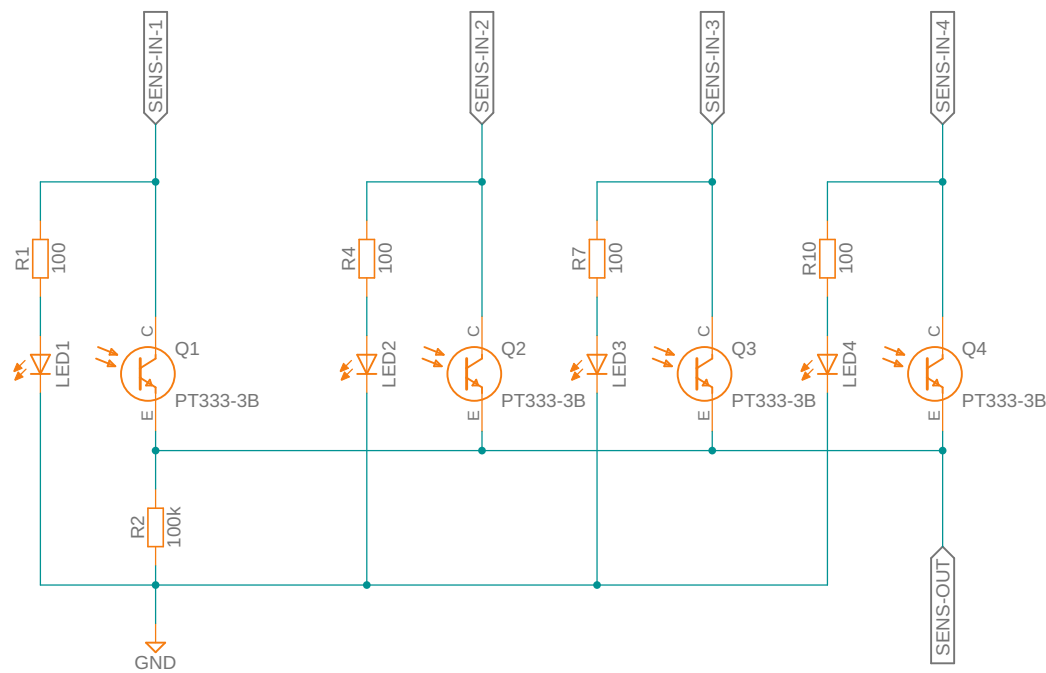 SENS-IN-1
SENS-IN-2
SENS-IN-3
SENS-IN-4
R1
100
R4
100
R7
100
R10
100
LED1
C
Q1
PT333-3B
E
LED2
C
Q2
PT333-3B
E
LED3
C
Q3
PT333-3B
E
LED4
C
Q4
PT333-3B
E
R2
100k
SENS-OUT
GND